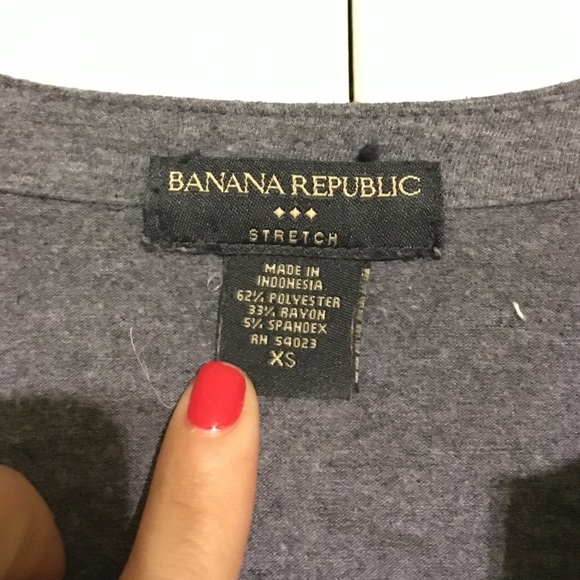 BANANA REPUBLIC
STRETCH
MADE IN
INDONESIA
62% POLYESTER
33% RAYON
5% SPANDEX
RN 54023
XS